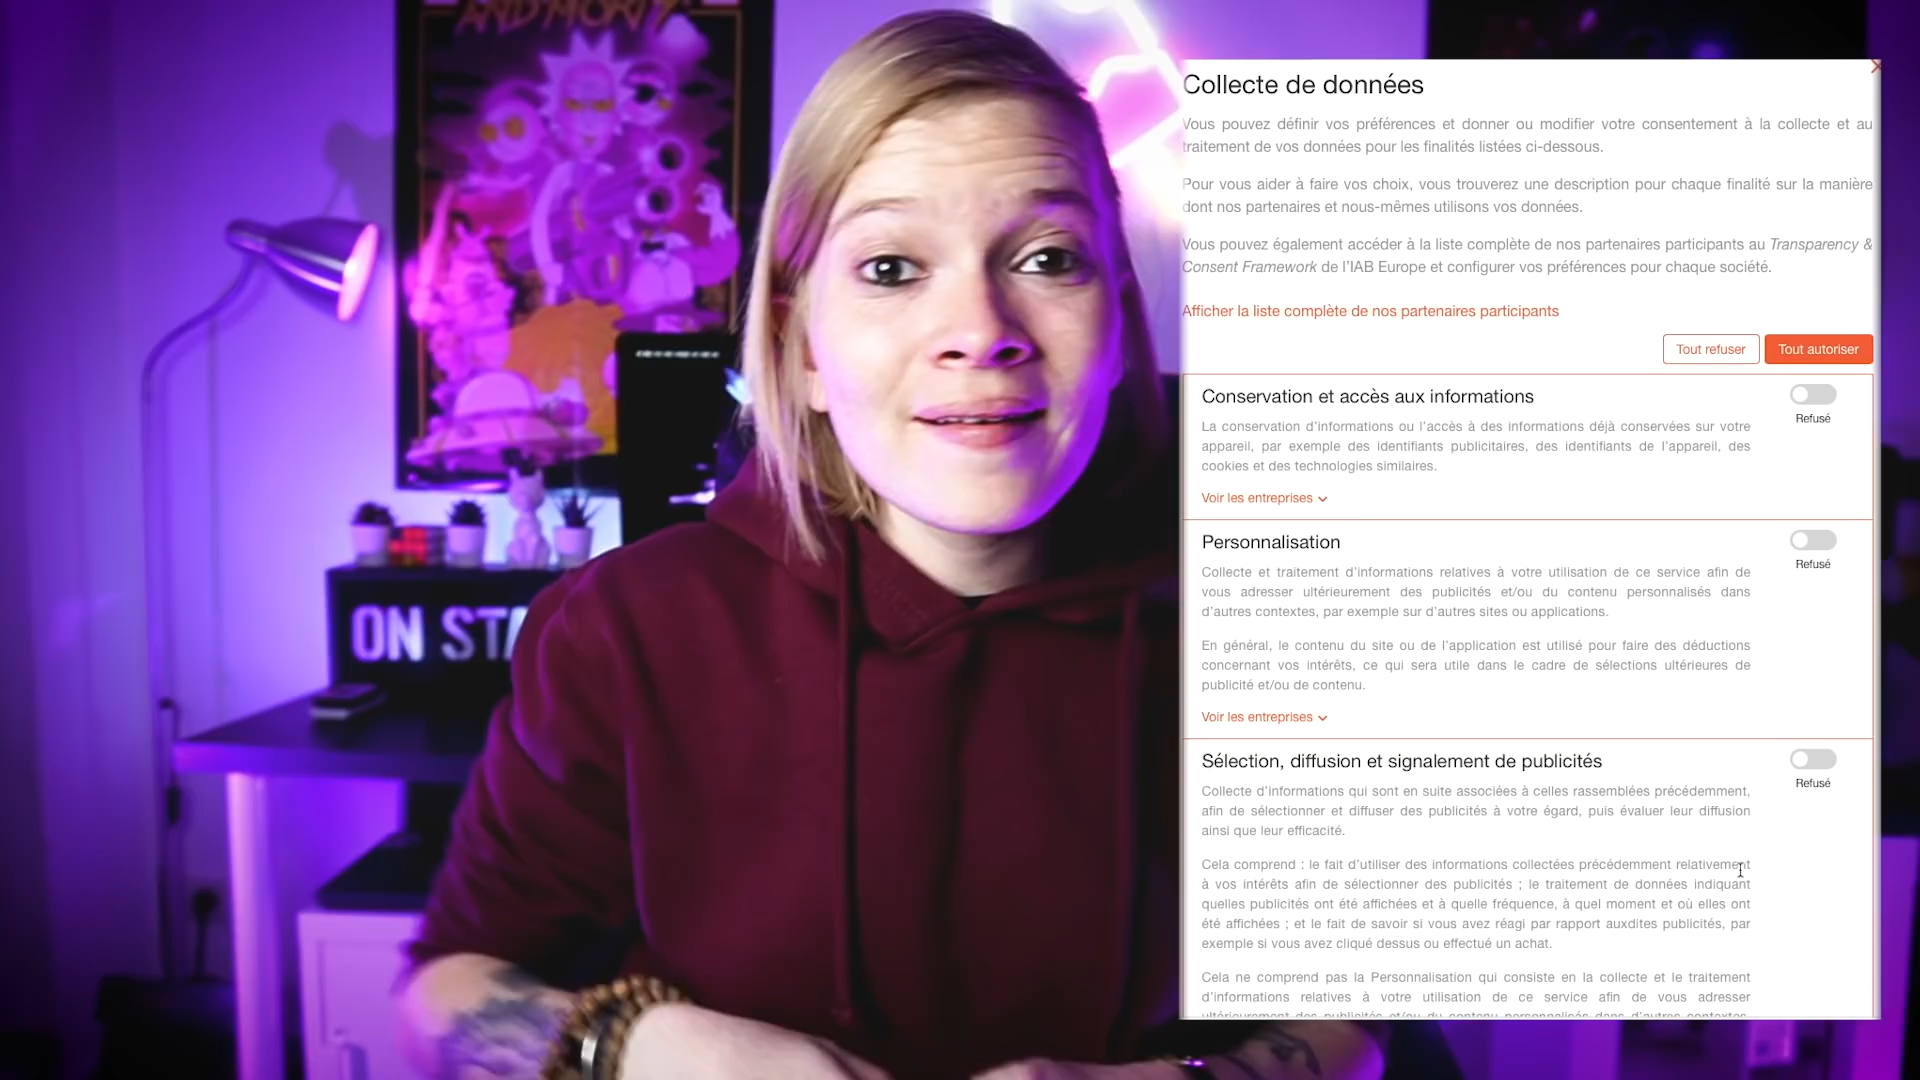 AND MORTY
ON STA
Collecte de données
Vous pouvez définir vos préférences et donner ou modifier votre consentement à la collecte et au
traitement de vos données pour les finalités listées ci-dessous.
Pour vous aider à faire vos choix, vous trouverez une description pour chaque finalité sur la manière
dont nos partenaires et nous-mêmes utilisons vos données.
Vous pouvez également accéder à la liste complète de nos partenaires participants au Transparency &
Consent Framework de l'IAB Europe et configurer vos préférences pour chaque société.
Afficher la liste complète de nos partenaires participants
Tout refuser Tout autoriser
Conservation et accès aux informations
Refusé
La conservation d'informations ou l'accès à des informations déjà conservées sur votre
appareil, par exemple des identifiants publicitaires, des identifiants de l'appareil, des
cookies et des technologies similaires.
Voir les entreprises
Personnalisation
Refusé
Collecte et traitement d'informations relatives à votre utilisation de ce service afin de
vous adresser ultérieurement des publicités et/ou du contenu personnalisés dans
d'autres contextes, par exemple sur d'autres sites ou applications.
En général, le contenu du site ou de l'application est utilisé pour faire des déductions
concernant vos intérêts, ce qui sera utile dans le cadre de sélections ultérieures de
publicité et/ou de contenu.
Voir les entreprises
Sélection, diffusion et signalement de publicités
Refusé
Collecte d'informations qui sont en suite associées à celles rassemblées précédemment,
afin de sélectionner et diffuser des publicités à votre égard, puis évaluer leur diffusion
ainsi que leur efficacité.
Cela comprend : le fait d'utiliser des informations collectées précédemment relativement
à vos intérêts afin de sélectionner des publicités ; le traitement de données indiquant
quelles publicités ont été affichées et à quelle fréquence, à quel moment et où elles ont
été affichées ; et le fait de savoir si vous avez réagi par rapport auxdites publicités, par
exemple si vous avez cliqué dessus ou effectué un achat.
Cela ne comprend pas la Personnalisation qui consiste en la collecte et le traitement
d'informations relatives à votre utilisation de ce service afin de vous adresser
ultérieurement des publicités et/ou du contenu personnalisés dans d'autres contextes,